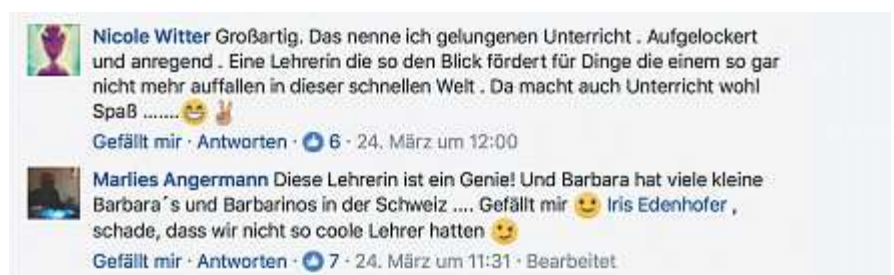 Nicole Witter Großartig. Das nenne ich gelungenen Unterricht . Aufgelockert
und anregend . Eine Lehrerin die so den Blick fördert für Dinge die einem so gar
nicht mehr auffallen in dieser schnellen Welt . Da macht auch Unterricht wohl
Spaß .......😁✌
Gefällt mir · Antworten · 6 · 24. März um 12:00
Marlies Angermann Diese Lehrerin ist ein Genie! Und Barbara hat viele kleine
Barbara´s und Barbarinos in der Schweiz .... Gefällt mir 😉 Iris Edenhofer ,
schade, dass wir nicht so coole Lehrer hatten 😉
Gefällt mir · Antworten · 7 · 24. März um 11:31 · Bearbeitet